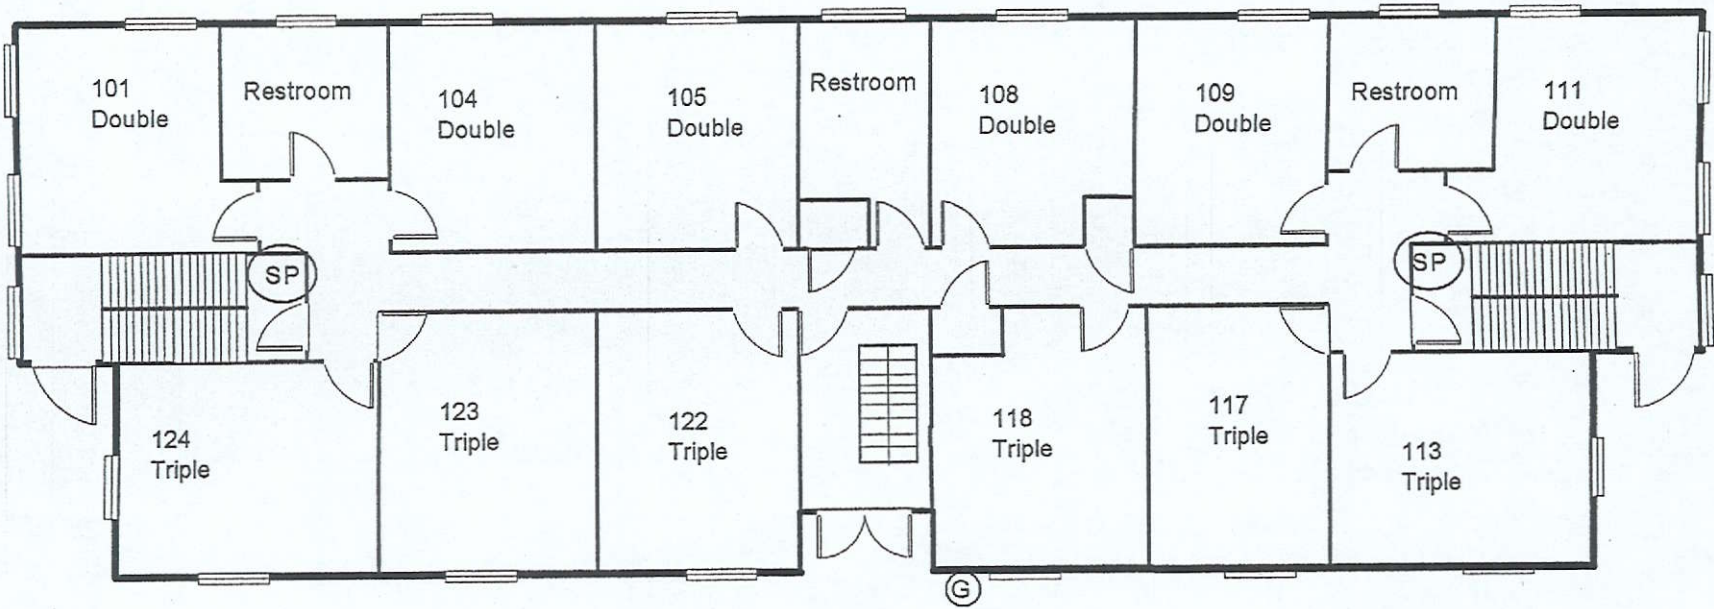 101
Double
Restroom
104
Double
105
Double
Restroom
108
Double
109
Double
Restroom
111
Double
SP
SP
124
Triple
123
Triple
122
Triple
118
Triple
117
Triple
113
Triple
G